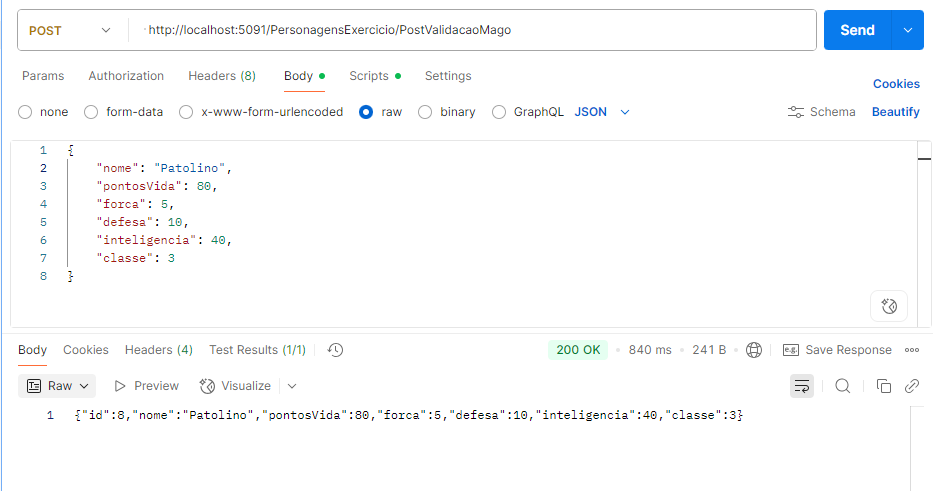 POST http://localhost:5091/PersonagensExercicio/PostValidacaoMago Send
Params Authorization Headers (8) Body Scripts Settings Cookies
none form-data x-www-form-urlencoded raw binary GraphQL JSON Schema Beautify
1 {
2 "nome": "Patolino",
3 "pontosVida": 80,
4 "forca": 5,
5 "defesa": 10,
6 "inteligencia": 40,
7 "classe": 3
8 }
Body Cookies Headers (4) Test Results (1/1) 200 OK • 840 ms • 241 B • e.g. Save Response
Raw Preview Visualize
1 {"id":8,"nome":"Patolino","pontosVida":80,"forca":5,"defesa":10,"inteligencia":40,"classe":3}